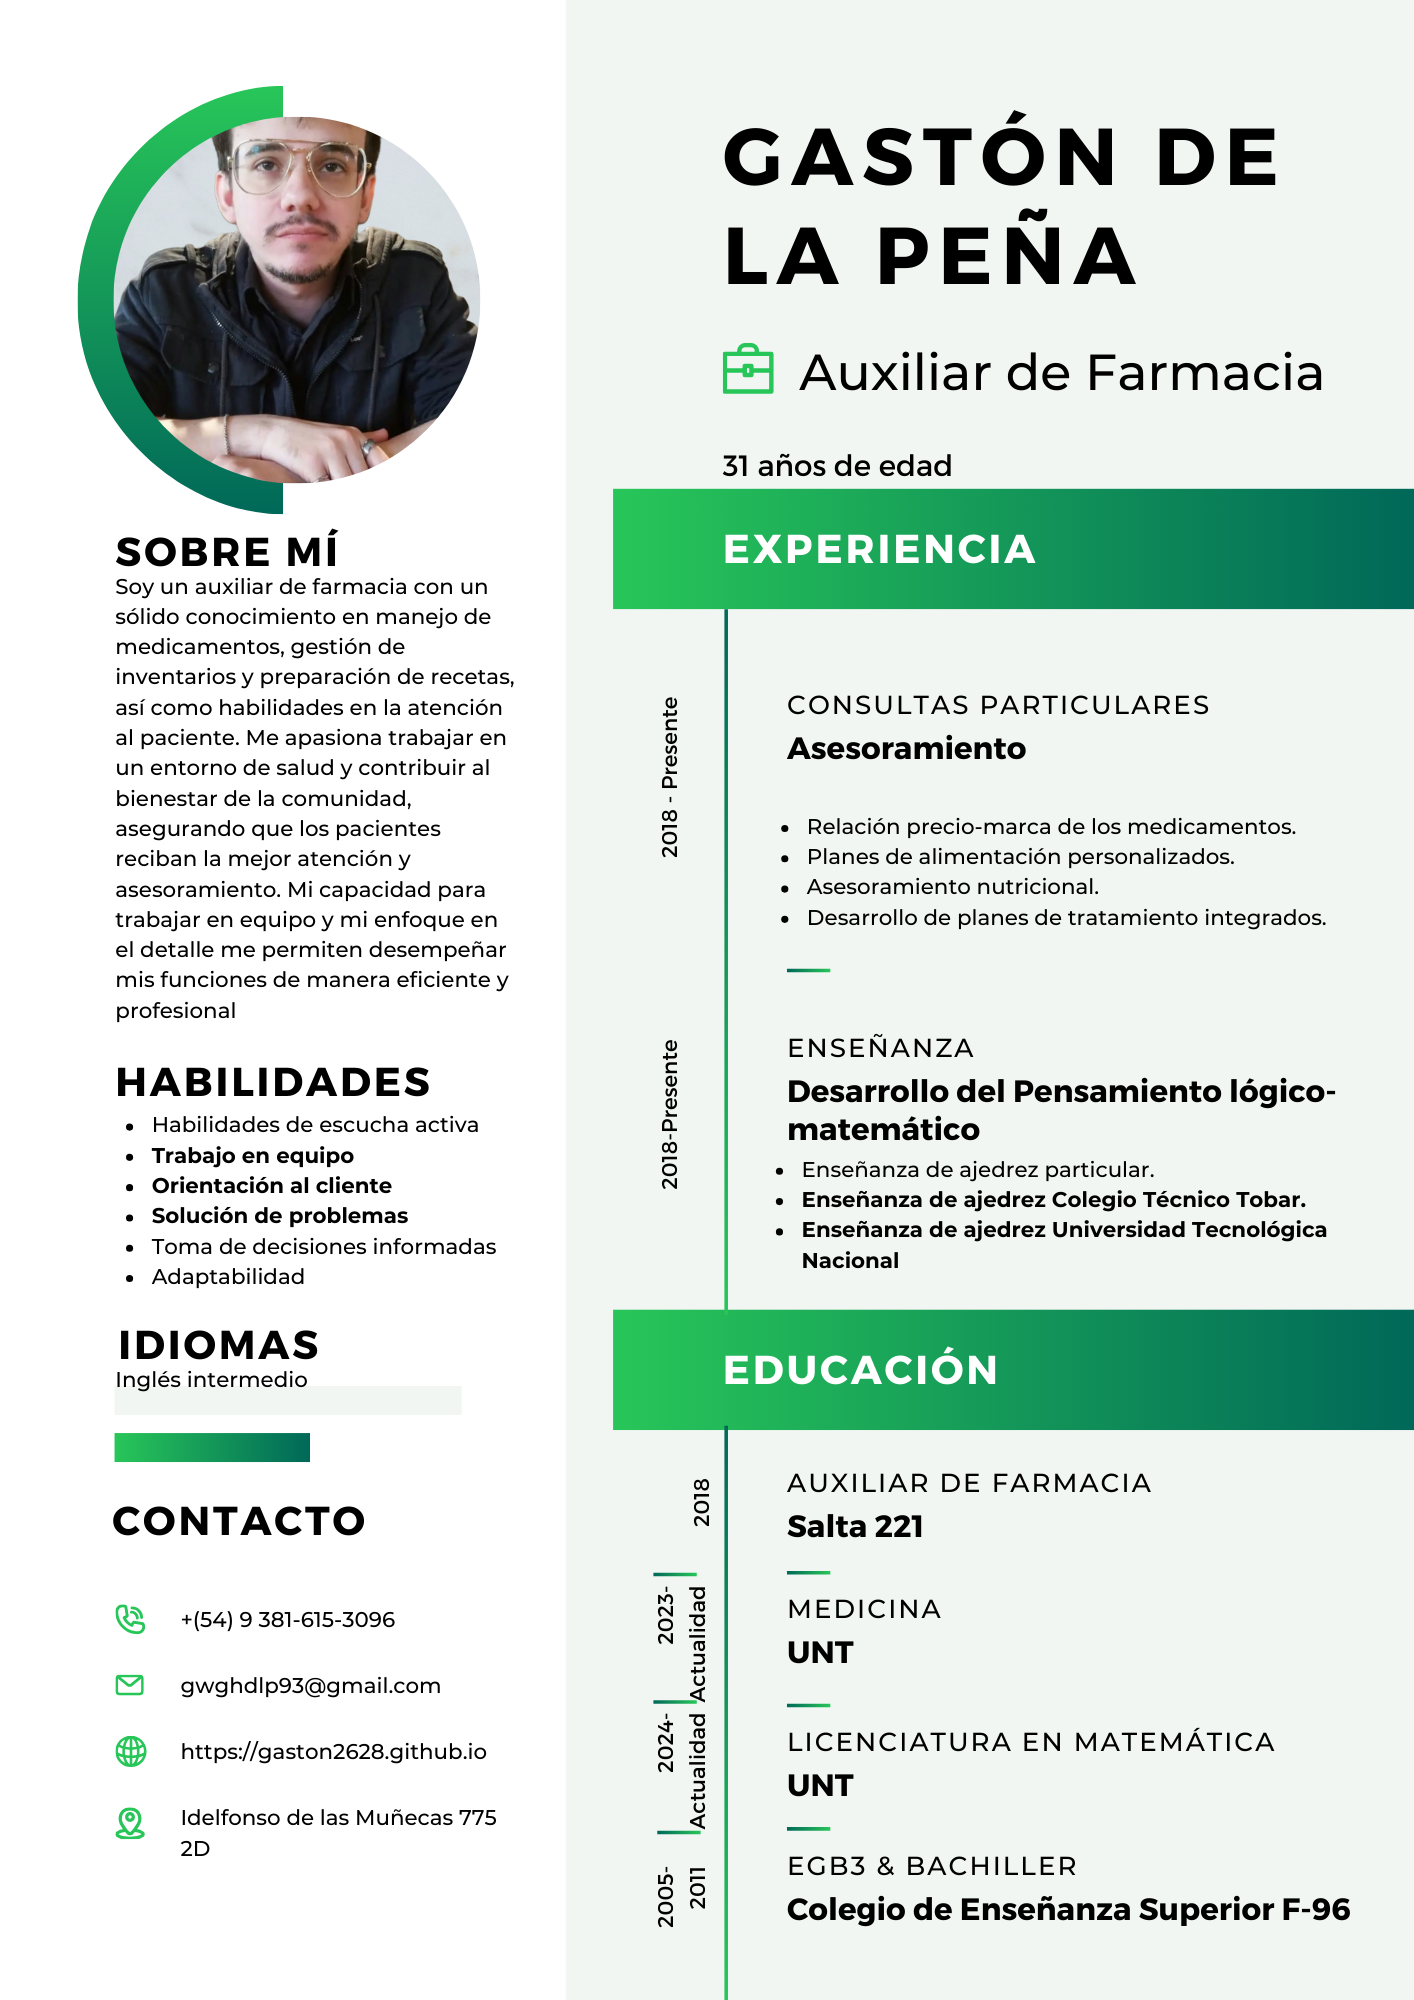 GASTÓN DE
LA PEÑA
Auxiliar de Farmacia
31 años de edad
SOBRE MÍ
Soy un auxiliar de farmacia con un
sólido conocimiento en manejo de
medicamentos, gestión de
inventarios y preparación de recetas,
así como habilidades en la atención
al paciente. Me apasiona trabajar en
un entorno de salud y contribuir al
bienestar de la comunidad,
asegurando que los pacientes
reciban la mejor atención y
asesoramiento. Mi capacidad para
trabajar en equipo y mi enfoque en
el detalle me permiten desempeñar
mis funciones de manera eficiente y
profesional
HABILIDADES
• Habilidades de escucha activa
• Trabajo en equipo
• Orientación al cliente
• Solución de problemas
• Toma de decisiones informadas
• Adaptabilidad
IDIOMAS
Inglés intermedio
CONTACTO
+(54) 9 381-615-3096
gwghdlp93@gmail.com
https://gaston2628.github.io
Idelfonso de las Muñecas 775
2D
EXPERIENCIA
2018 - Presente
CONSULTAS PARTICULARES
Asesoramiento
• Relación precio-marca de los medicamentos.
• Planes de alimentación personalizados.
• Asesoramiento nutricional.
• Desarrollo de planes de tratamiento integrados.
2018-Presente
ENSEÑANZA
Desarrollo del Pensamiento lógico-
matemático
• Enseñanza de ajedrez particular.
• Enseñanza de ajedrez Colegio Técnico Tobar.
• Enseñanza de ajedrez Universidad Tecnológica
Nacional
EDUCACIÓN
2018
AUXILIAR DE FARMACIA
Salta 221
2023-
Actualidad
MEDICINA
UNT
2024-
Actualidad
LICENCIATURA EN MATEMÁTICA
UNT
2005-
2011
EGB3 & BACHILLER
Colegio de Enseñanza Superior F-96